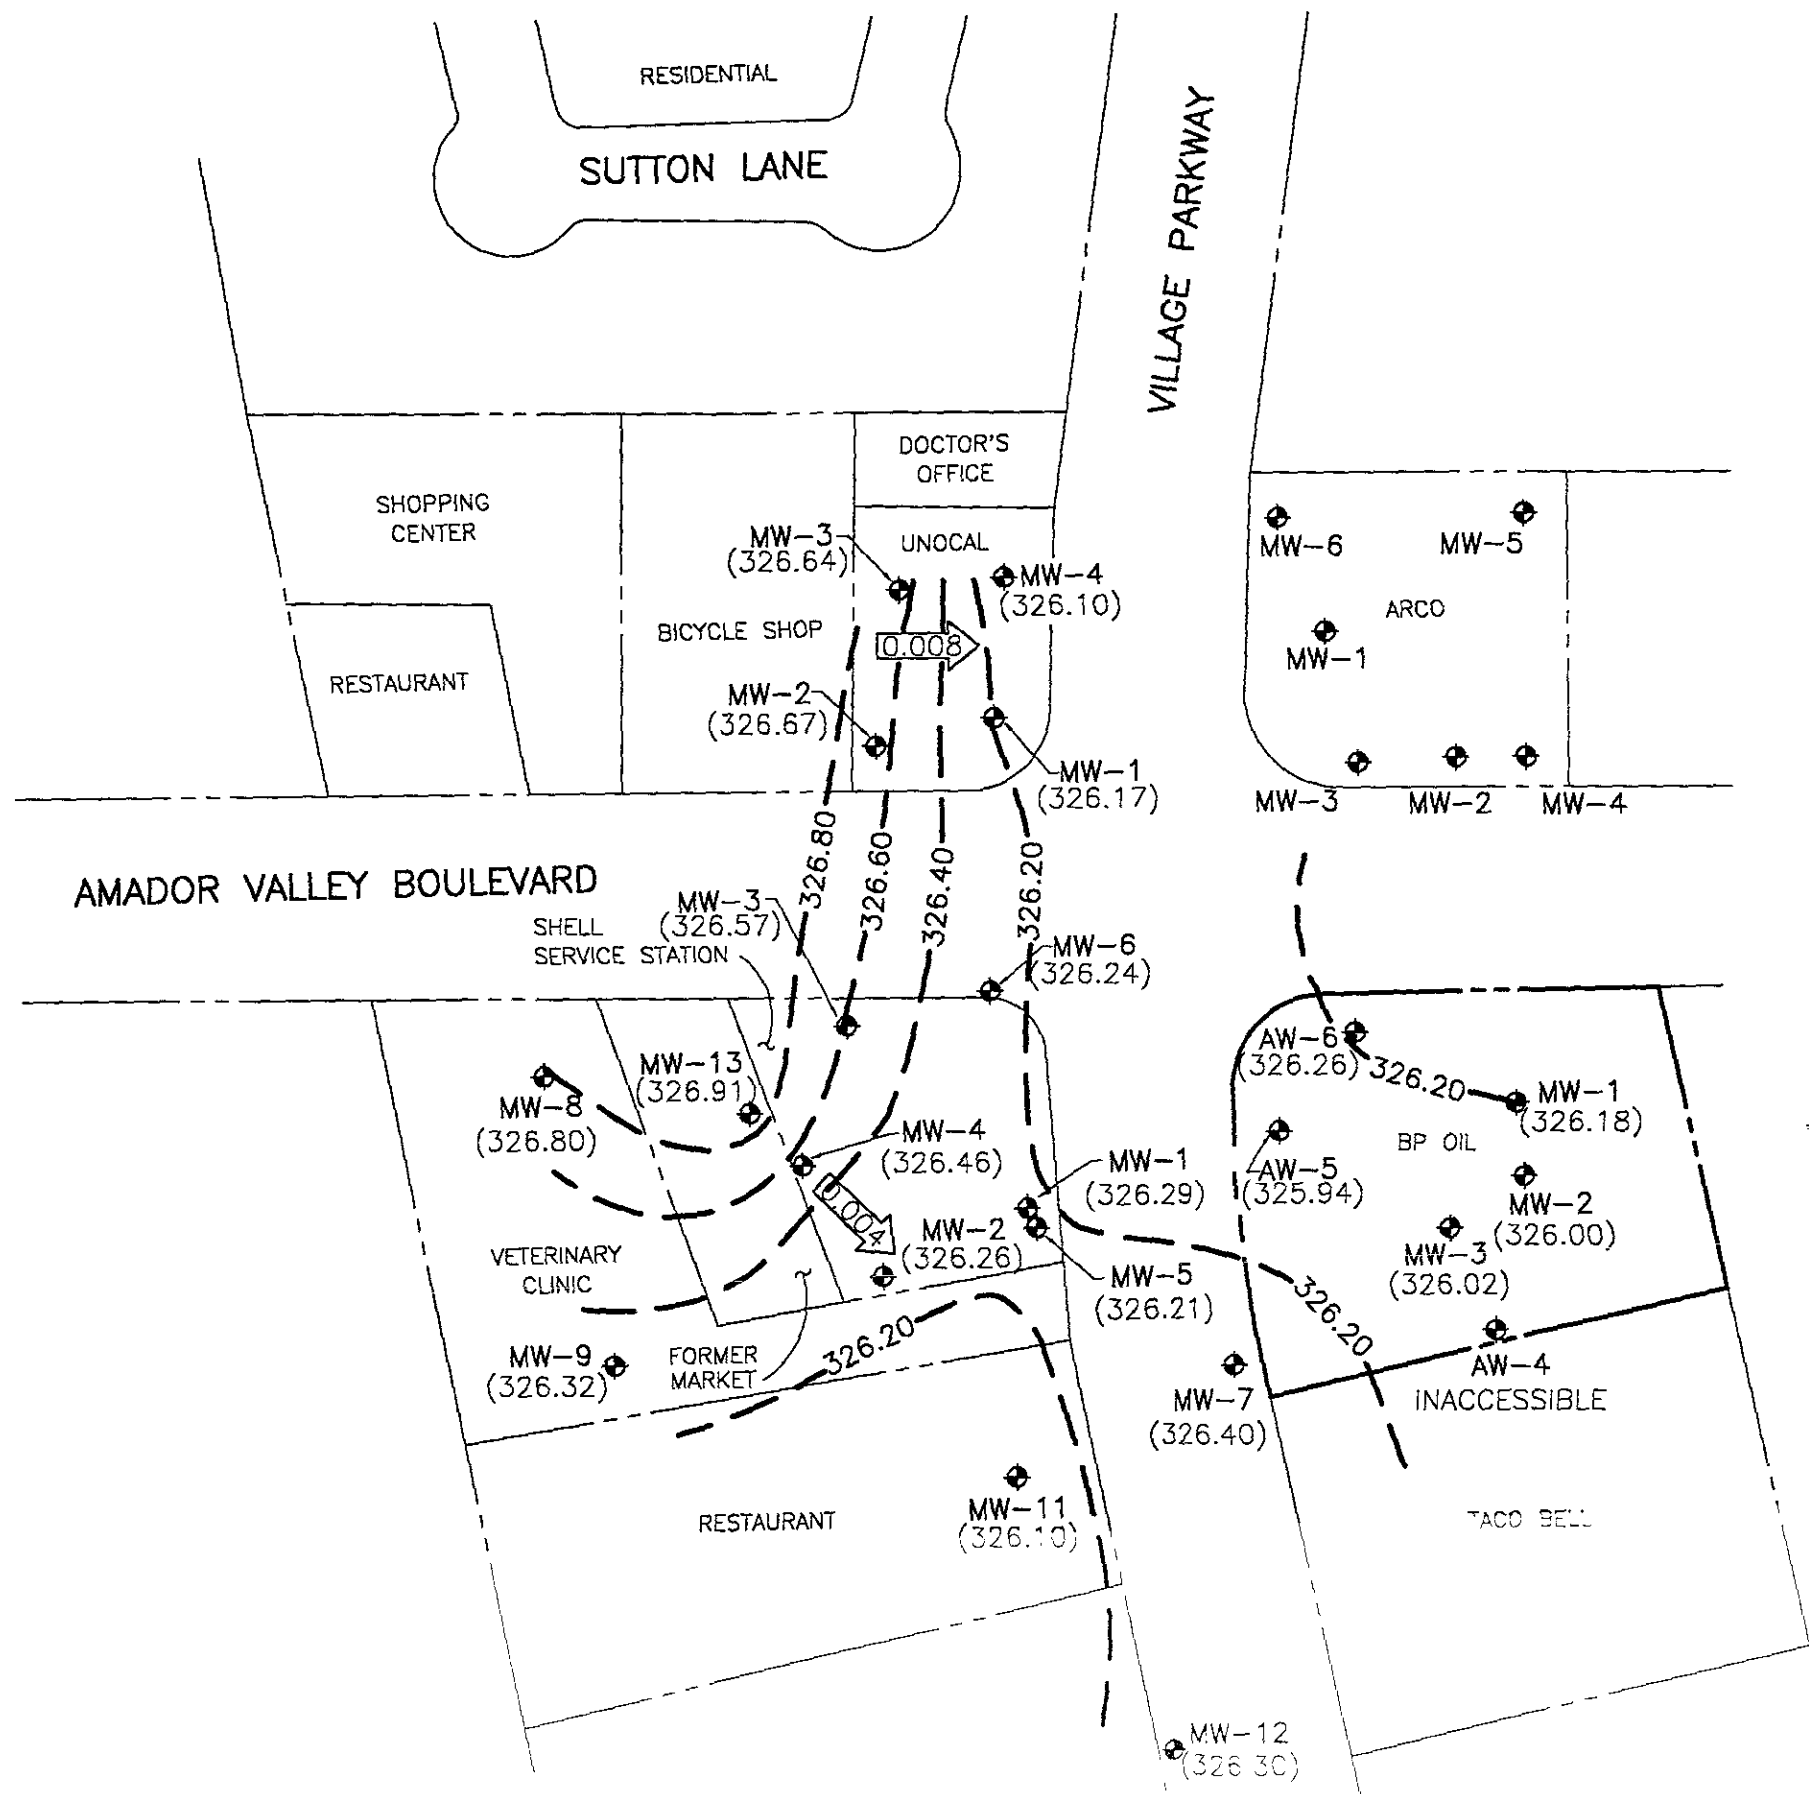 RESIDENTIAL
SUTTON LANE
VILLAGE PARKWAY
DOCTOR'S
OFFICE
SHOPPING
CENTER
MW-3
(326.64)
UNOCAL
MW-4
(326.10)
MW-6
MW-5
ARCO
BICYCLE SHOP
0.008
MW-1
RESTAURANT
MW-2
(326.67)
MW-1
(326.17)
MW-3
MW-2
MW-4
326.80
326.60
326.40
326.20
AMADOR VALLEY BOULEVARD
MW-3
(326.57)
SHELL
SERVICE STATION
MW-6
(326.24)
AW-6
(326.26)
326.20
MW-13
(326.91)
MW-8
(326.80)
MW-1
(326.18)
MW-4
(326.46)
BP OIL
MW-1
(326.29)
AW-5
(325.94)
0.004
MW-2
(326.26)
MW-2
(326.00)
VETERINARY
CLINIC
MW-3
(326.02)
MW-5
(326.21)
326.20
326.20
MW-9
(326.32)
FORMER
MARKET
AW-4
INACCESSIBLE
MW-7
(326.40)
MW-11
(326.10)
RESTAURANT
TACO BELL
MW-12
(326 30)